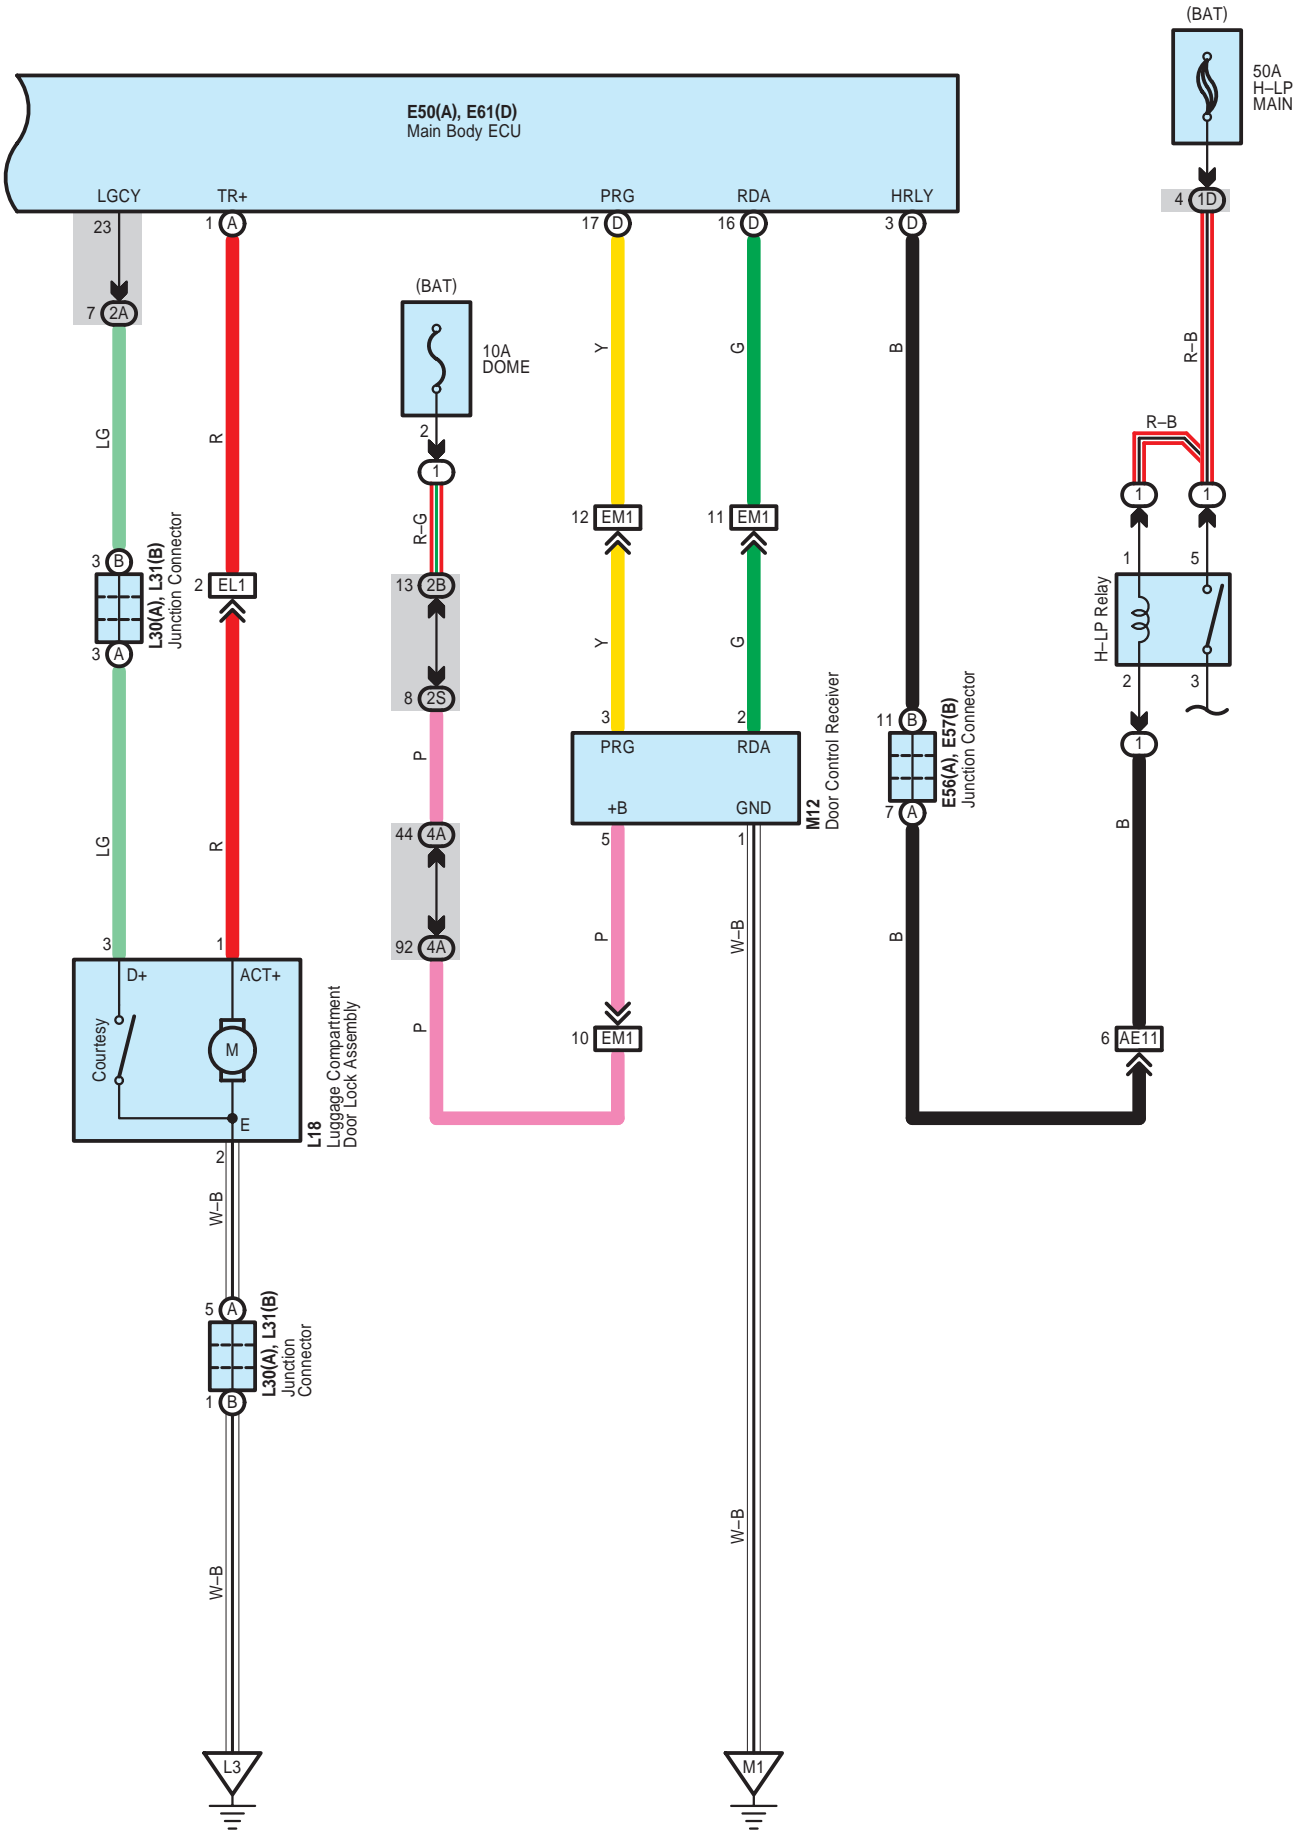 (BAT)
50A
H–LP
MAIN
E50(A), E61(D)
Main Body ECU
LGCY
TR+
PRG
RDA
HRLY
4 1D
23
1 A
17 D
16 D
3 D
7 2A
(BAT)
10A
DOME
Y
G
B
R–B
R–B
LG
R
2
1
1
1
R–G
12 EM1
11 EM1
3 B
L30(A), L31(B)
Junction Connector
3 A
2 EL1
13 2B
1
5
H–LP Relay
2
3
Y
G
8 2S
3
2
11 B
E56(A), E57(B)
Junction Connector
7 A
1
P
PRG
RDA
+B
GND
M12
Door Control Receiver
44 4A
5
1
B
LG
R
92 4A
P
W–B
B
3
1
D+
ACT+
Courtesy
M
E
L18
Luggage Compartment
Door Lock Assembly
P
10 EM1
6 AE11
2
W–B
5 A
L30(A), L31(B)
Junction
Connector
1 B
W–B
W–B
L3
M1